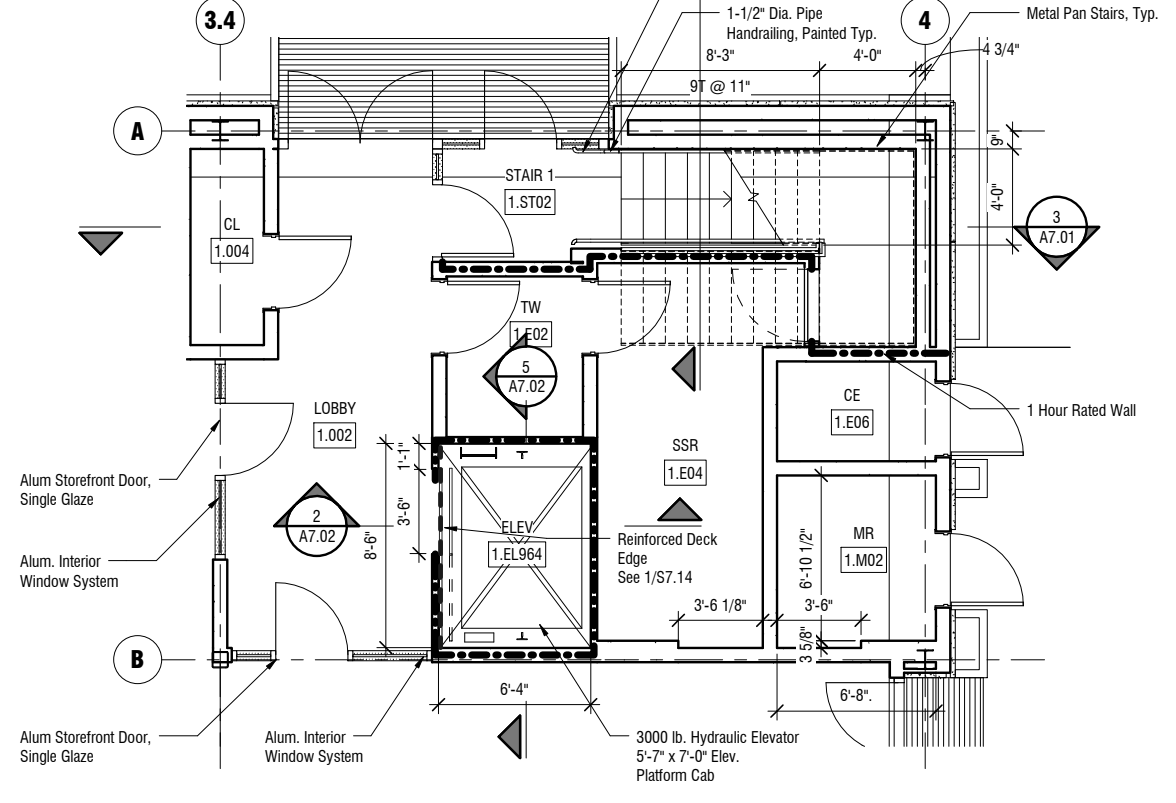 3.4
4
1-1/2" Dia. Pipe
Handrailing, Painted Typ.
Metal Pan Stairs, Typ.
8'-3"
4'-0"
4 3/4"
9T @ 11"
A
9"
STAIR 1
1.ST02
4'-0"
CL
1.004
3
A7.01
TW
1.E02
5
A7.02
CE
1.E06
1 Hour Rated Wall
LOBBY
1.002
SSR
1.E04
Alum Storefront Door,
Single Glaze
1'-1"
3'-6"
8'-6"
2
A7.02
ELEV
1.EL964
Reinforced Deck
Edge
See 1/S7.14
6'-10 1/2"
MR
1.M02
Alum. Interior
Window System
3'-6 1/8"
3'-6"
3 5/8"
B
6'-4"
6'-8".
Alum Storefront Door,
Single Glaze
Alum. Interior
Window System
3000 lb. Hydraulic Elevator
5'-7" x 7'-0" Elev.
Platform Cab